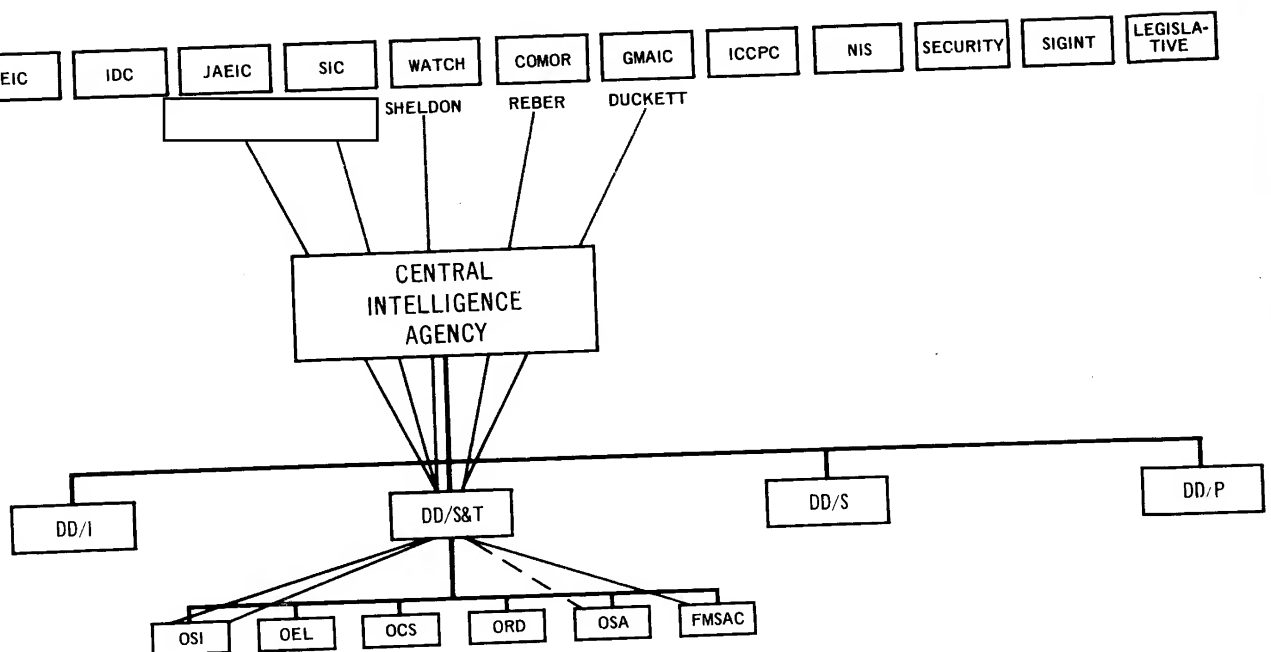 EIC
IDC
JAEIC
SIC
WATCH
COMOR
GMAIC
ICCPC
NIS
SECURITY
SIGINT
LEGISLA-
TIVE
SHELDON
REBER
DUCKETT
CENTRAL
INTELLIGENCE
AGENCY
DD/I
DD/S&T
DD/S
DD/P
OSI
OEL
OCS
ORD
OSA
FMSAC